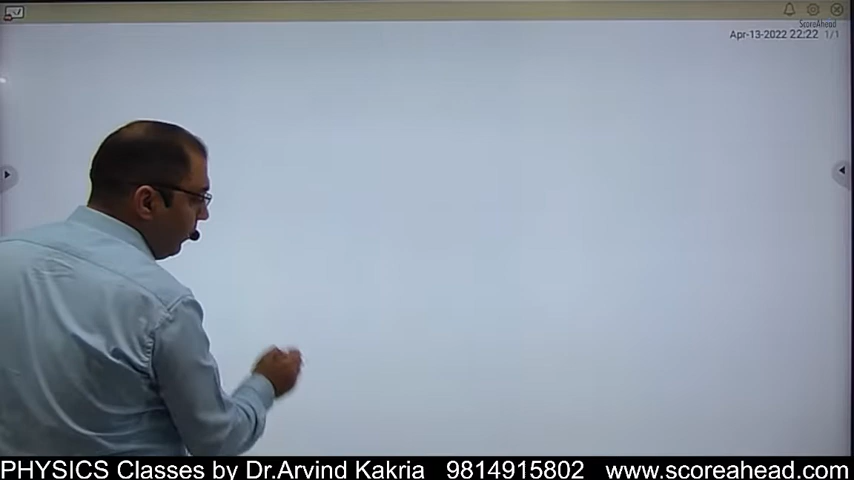 ScoreAhead
Apr-13-2022 22:22 1/1
PHYSICS Classes by Dr.Arvind Kakria 9814915802 www.scoreahead.com